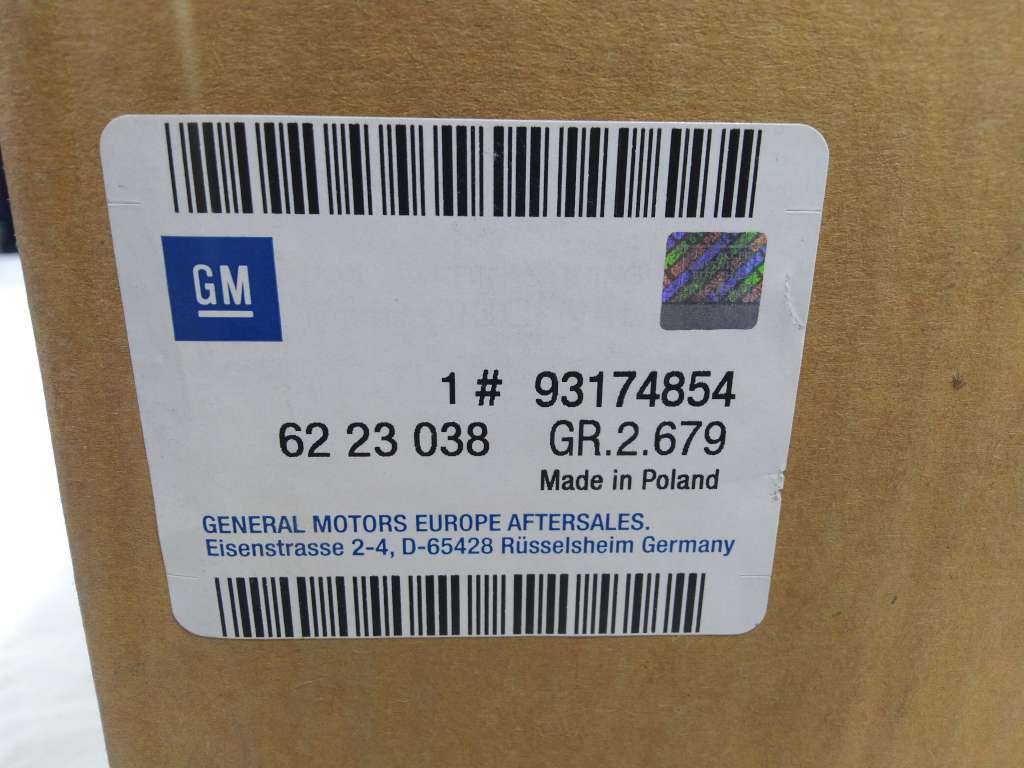 GM
1 # 93174854
62 23 038 GR.2.679
Made in Poland
GENERAL MOTORS EUROPE AFTERSALES.
Eisenstrasse 2-4, D-65428 Rüsselsheim Germany